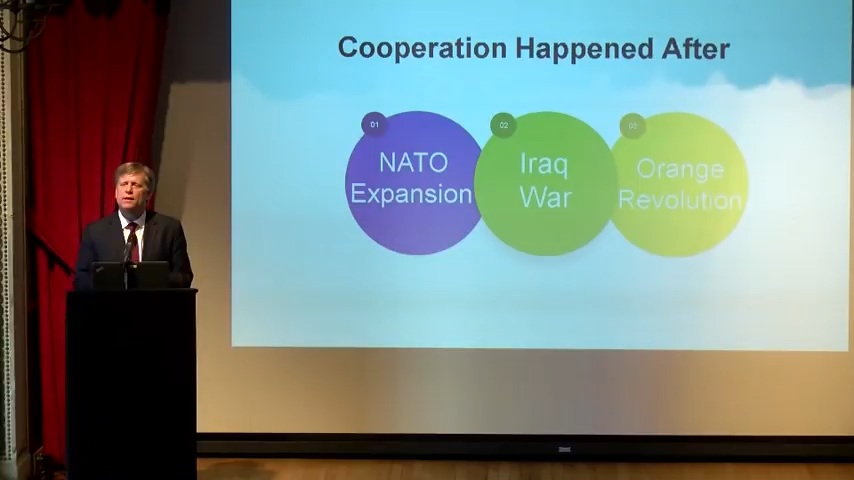 Cooperation Happened After
01
NATO
Expansion
02
Iraq
War
03
Orange
Revolution